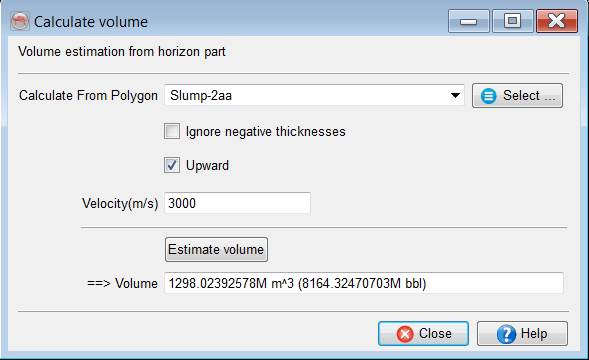 Calculate volume
Volume estimation from horizon part
Calculate From Polygon Slump-2aa Select ...
Ignore negative thicknesses
Upward
Velocity(m/s) 3000
Estimate volume
==> Volume 1298.02392578M m^3 (8164.32470703M bbl)
Close Help